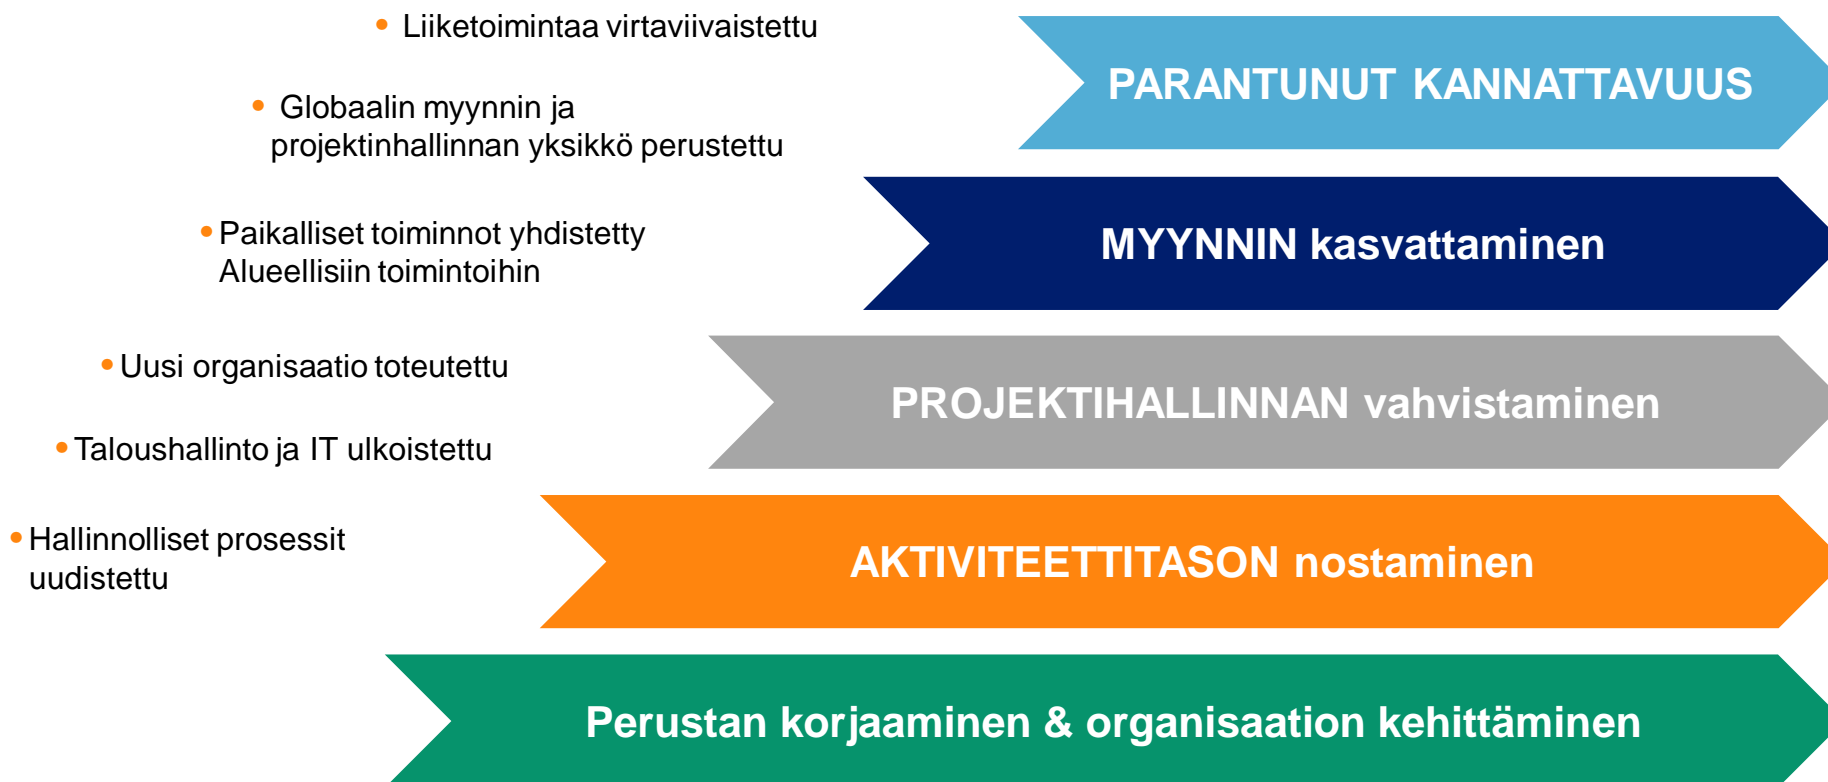 • Liiketoimintaa virtaviivaistettu
PARANTUNUT KANNATTAVUUS
• Globaalin myynnin ja
projektinhallinnan yksikkö perustettu
• Paikalliset toiminnot yhdistetty
Alueellisiin toimintoihin
MYYNNIN kasvattaminen
• Uusi organisaatio toteutettu
PROJEKTIHALLINNAN vahvistaminen
• Taloushallinto ja IT ulkoistettu
• Hallinnolliset prosessit
uudistettu
AKTIVITEETTITASON nostaminen
Perustan korjaaminen & organisaation kehittäminen